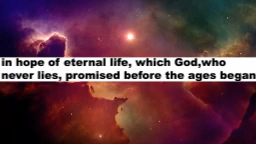 in hope of eternal life, which God,who
never lies, promised before the ages began